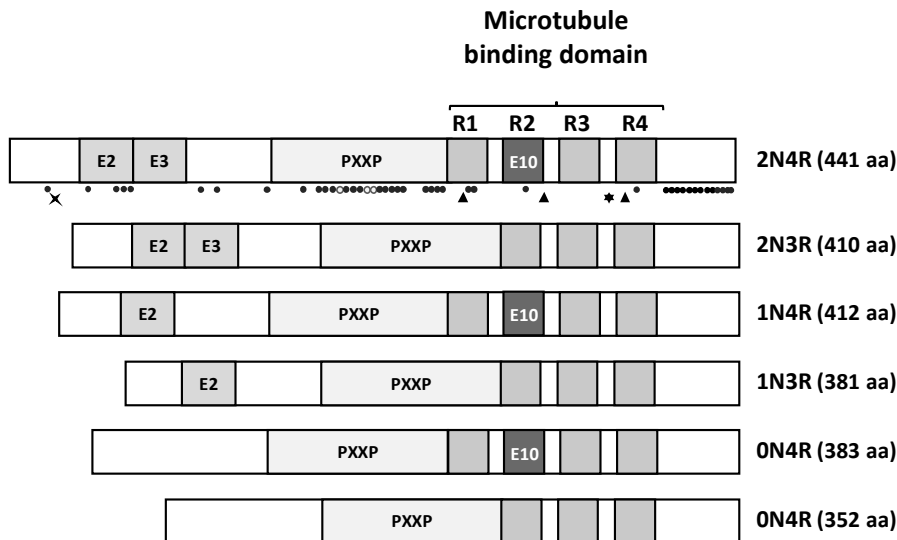 Microtubule
binding domain
R1 R2 R3 R4
E2 E3 PXXP E10 2N4R (441 aa)
E2 E3 PXXP 2N3R (410 aa)
E2 PXXP E10 1N4R (412 aa)
E2 PXXP 1N3R (381 aa)
PXXP E10 0N4R (383 aa)
PXXP 0N4R (352 aa)